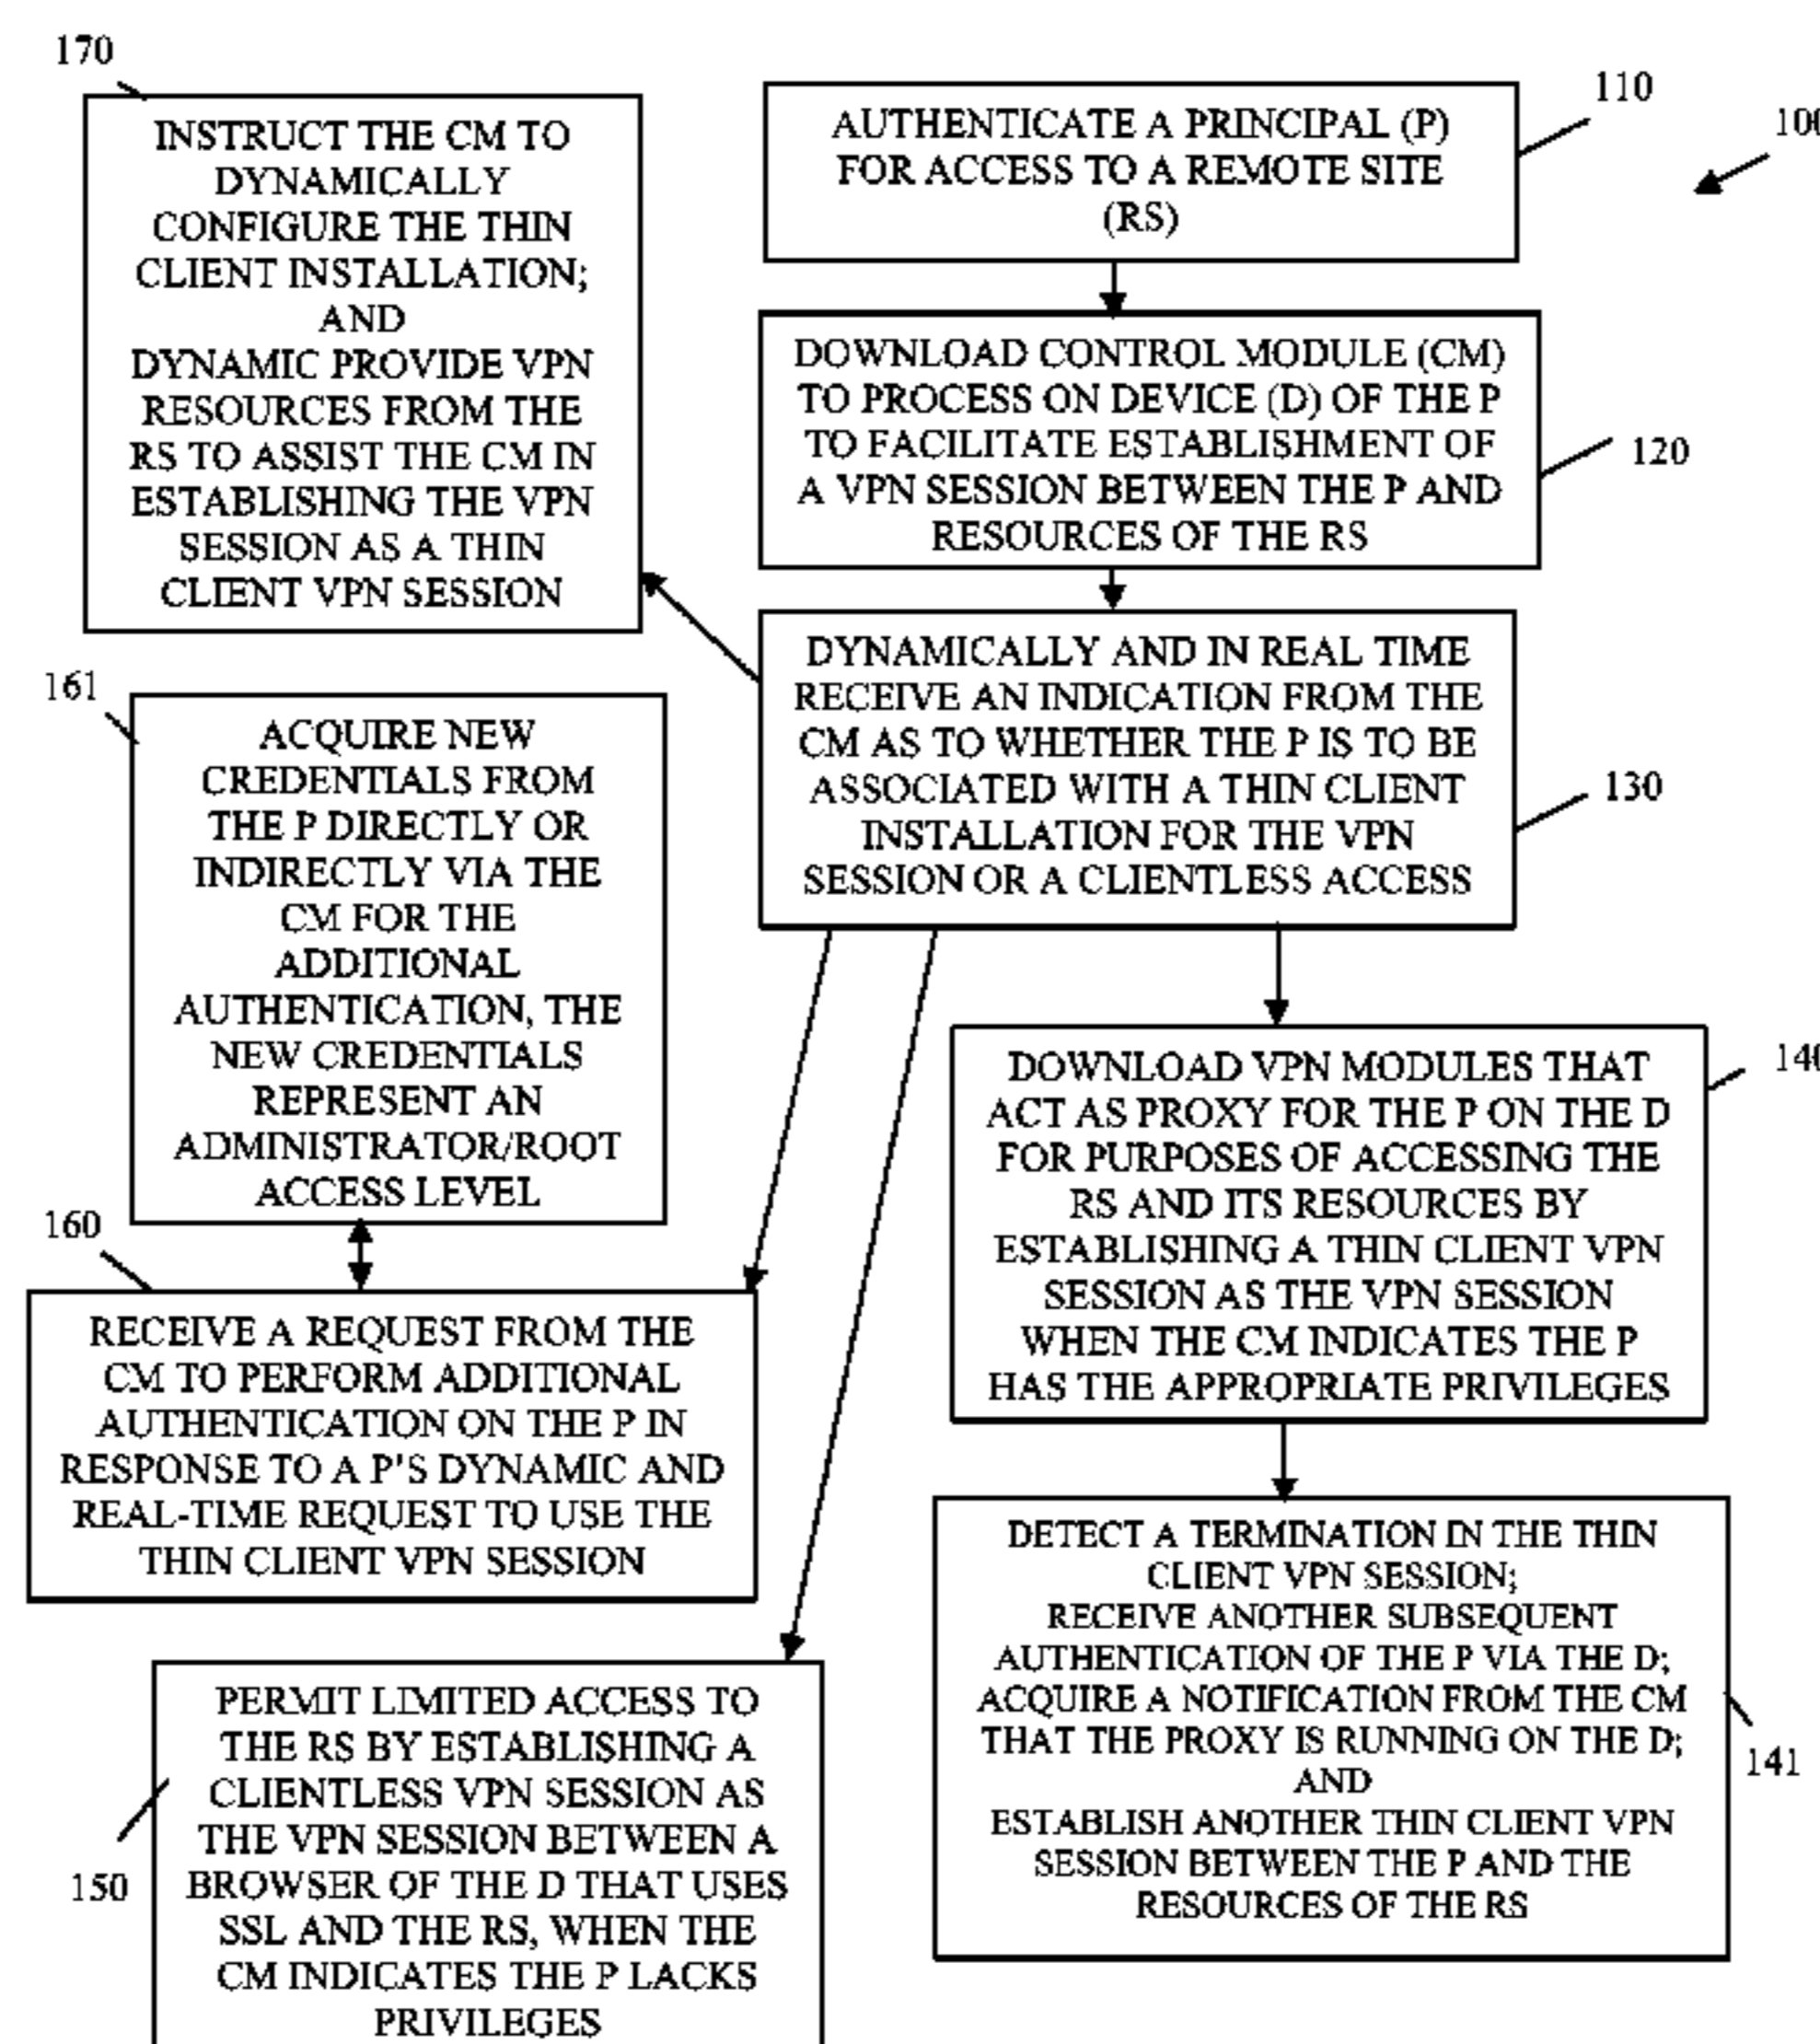 170
INSTRUCT THE CM TO
DYNAMICALLY
CONFIGURE THE THIN
CLIENT INSTALLATION;
AND
DYNAMIC PROVIDE VPN
RESOURCES FROM THE
RS TO ASSIST THE CM IN
ESTABLISHING THE VPN
SESSION AS A THIN
CLIENT VPN SESSION
110
100
AUTHENTICATE A PRINCIPAL (P)
FOR ACCESS TO A REMOTE SITE
(RS)
DOWNLOAD CONTROL MODULE (CM)
TO PROCESS ON DEVICE (D) OF THE P
TO FACILITATE ESTABLISHMENT OF
A VPN SESSION BETWEEN THE P AND
RESOURCES OF THE RS
120
DYNAMICALLY AND IN REAL TIME
RECEIVE AN INDICATION FROM THE
CM AS TO WHETHER THE P IS TO BE
ASSOCIATED WITH A THIN CLIENT
INSTALLATION FOR THE VPN
SESSION OR A CLIENTLESS ACCESS
130
161
ACQUIRE NEW
CREDENTIALS FROM
THE P DIRECTLY OR
INDIRECTLY VIA THE
CM FOR THE
ADDITIONAL
AUTHENTICATION, THE
NEW CREDENTIALS
REPRESENT AN
ADMINISTRATOR/ROOT
ACCESS LEVEL
160
RECEIVE A REQUEST FROM THE
CM TO PERFORM ADDITIONAL
AUTHENTICATION ON THE P IN
RESPONSE TO A P'S DYNAMIC AND
REAL-TIME REQUEST TO USE THE
THIN CLIENT VPN SESSION
140
DOWNLOAD VPN MODULES THAT
ACT AS PROXY FOR THE P ON THE D
FOR PURPOSES OF ACCESSING THE
RS AND ITS RESOURCES BY
ESTABLISHING A THIN CLIENT VPN
SESSION AS THE VPN SESSION
WHEN THE CM INDICATES THE P
HAS THE APPROPRIATE PRIVILEGES
DETECT A TERMINATION IN THE THIN
CLIENT VPN SESSION;
RECEIVE ANOTHER SUBSEQUENT
AUTHENTICATION OF THE P VIA THE D;
ACQUIRE A NOTIFICATION FROM THE CM
THAT THE PROXY IS RUNNING ON THE D;
AND
ESTABLISH ANOTHER THIN CLIENT VPN
SESSION BETWEEN THE P AND THE
RESOURCES OF THE RS
141
PERMIT LIMITED ACCESS TO
THE RS BY ESTABLISHING A
CLIENTLESS VPN SESSION AS
THE VPN SESSION BETWEEN A
BROWSER OF THE D THAT USES
SSL AND THE RS, WHEN THE
CM INDICATES THE P LACKS
PRIVILEGES
150